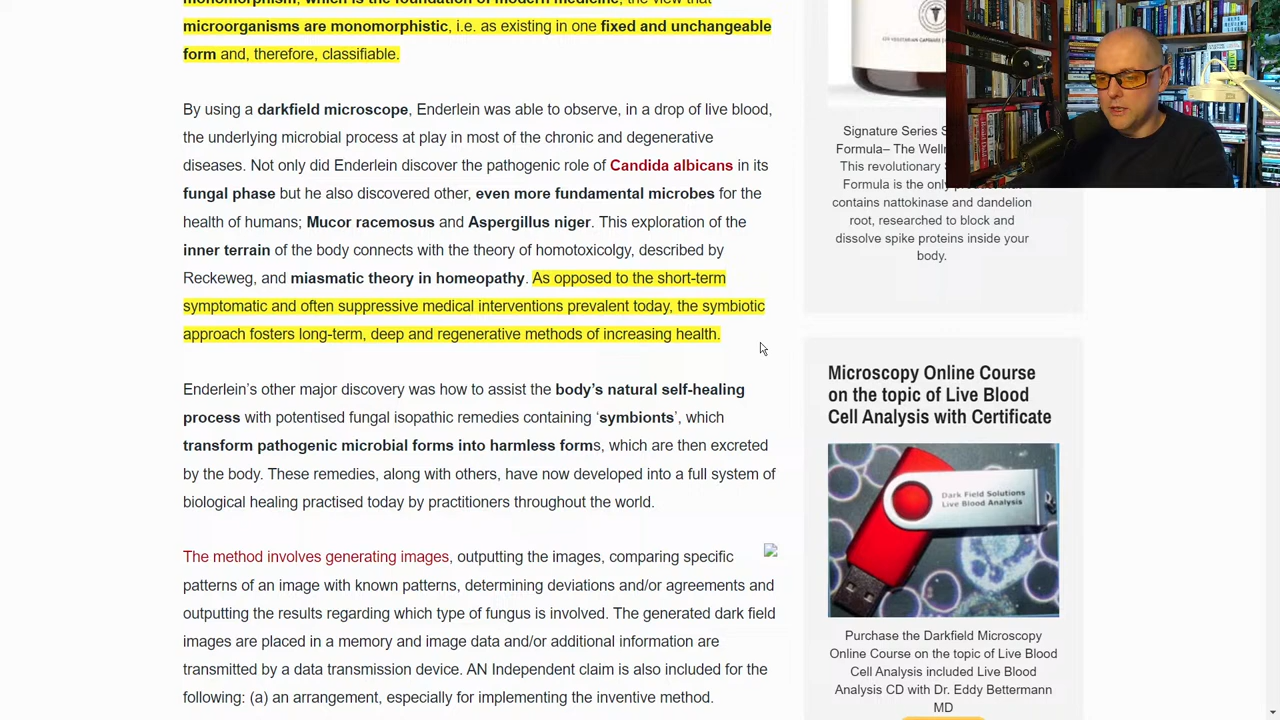 monomorphism, which is the foundation of modern medicine, the view that
microorganisms are monomorphistic, i.e. as existing in one fixed and unchangeable
form and, therefore, classifiable.
By using a darkfield microscope, Enderlein was able to observe, in a drop of live blood,
the underlying microbial process at play in most of the chronic and degenerative
diseases. Not only did Enderlein discover the pathogenic role of Candida albicans in its
fungal phase but he also discovered other, even more fundamental microbes for the
health of humans; Mucor racemosus and Aspergillus niger. This exploration of the
inner terrain of the body connects with the theory of homotoxicolgy, described by
Reckeweg, and miasmatic theory in homeopathy. As opposed to the short-term
symptomatic and often suppressive medical interventions prevalent today, the symbiotic
approach fosters long-term, deep and regenerative methods of increasing health.
Enderlein’s other major discovery was how to assist the body’s natural self-healing
process with potentised fungal isopathic remedies containing ‘symbionts’, which
transform pathogenic microbial forms into harmless forms, which are then excreted
by the body. These remedies, along with others, have now developed into a full system of
biological healing practised today by practitioners throughout the world.
The method involves generating images, outputting the images, comparing specific
patterns of an image with known patterns, determining deviations and/or agreements and
outputting the results regarding which type of fungus is involved. The generated dark field
images are placed in a memory and image data and/or additional information are
transmitted by a data transmission device. AN Independent claim is also included for the
following: (a) an arrangement, especially for implementing the inventive method.
Signature Series S
Formula– The Well
This revolutionary
Formula is the only
contains nattokinase and dandelion
root, researched to block and
dissolve spike proteins inside your
body.
Microscopy Online Course
on the topic of Live Blood
Cell Analysis with Certificate
Dark Field Solutions
Live Blood Analysis
Purchase the Darkfield Microscopy
Online Course on the topic of Live Blood
Cell Analysis included Live Blood
Analysis CD with Dr. Eddy Bettermann
MD